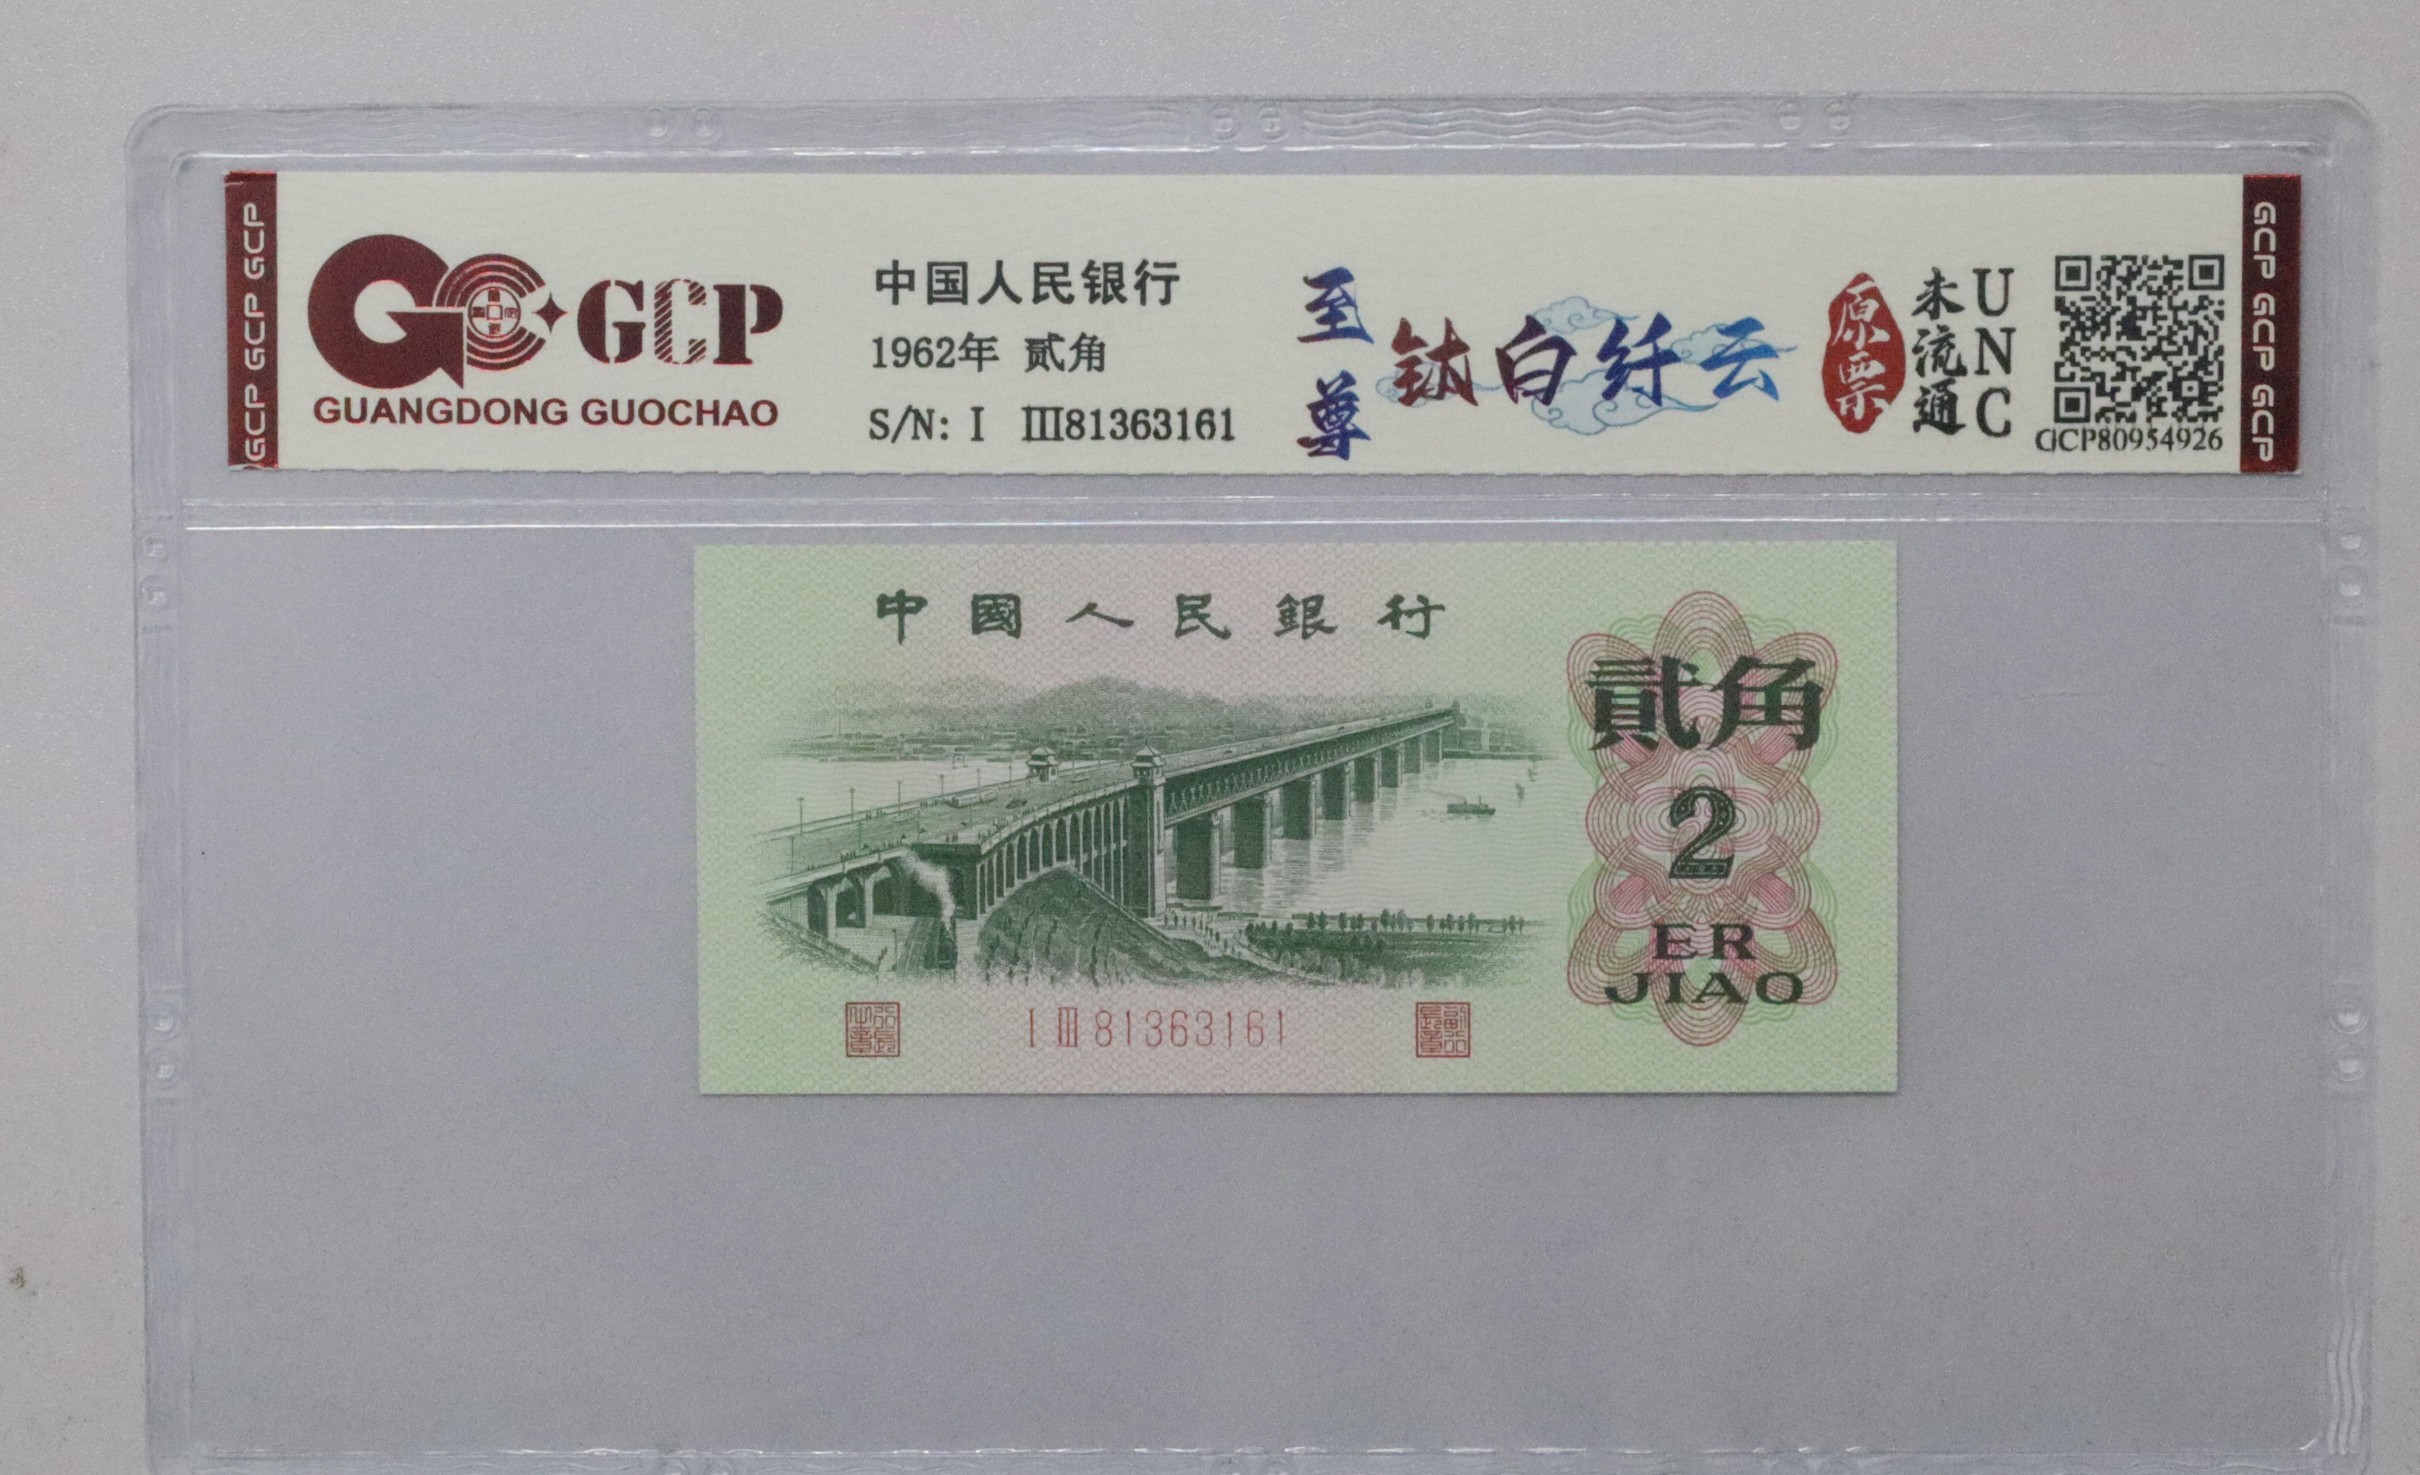 GCP GCP GCP
GCP
GUANGDONG GUOCHAO
中国人民银行
1962年 贰角
S/N: I III81363161
至尊
钛白纤云
原票
未流通
UNC
GCP80954926
GCP GCP GCP
中國人民銀行
貳角
2
ER
JIAO
I III 81363161